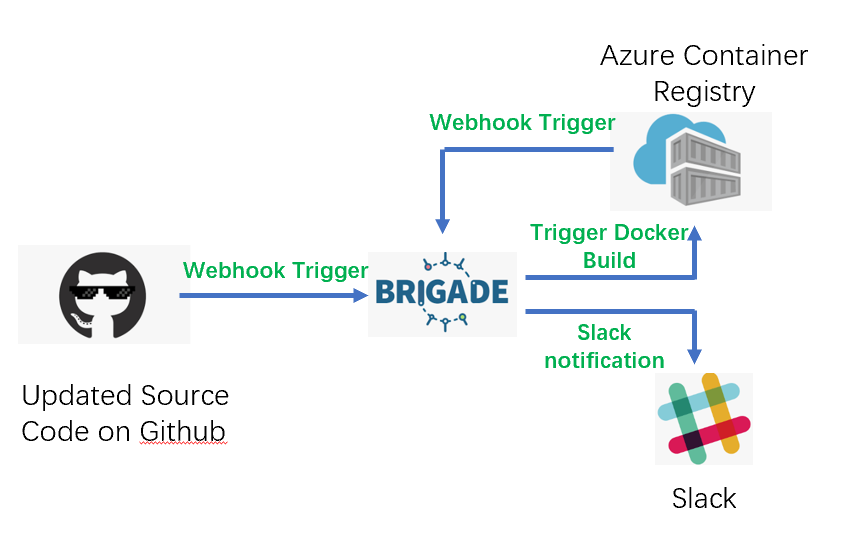 Azure Container
Registry
Webhook Trigger
Trigger Docker
Build
Webhook Trigger
BRIGADE
Slack
notification
Updated Source
Code on Github
Slack